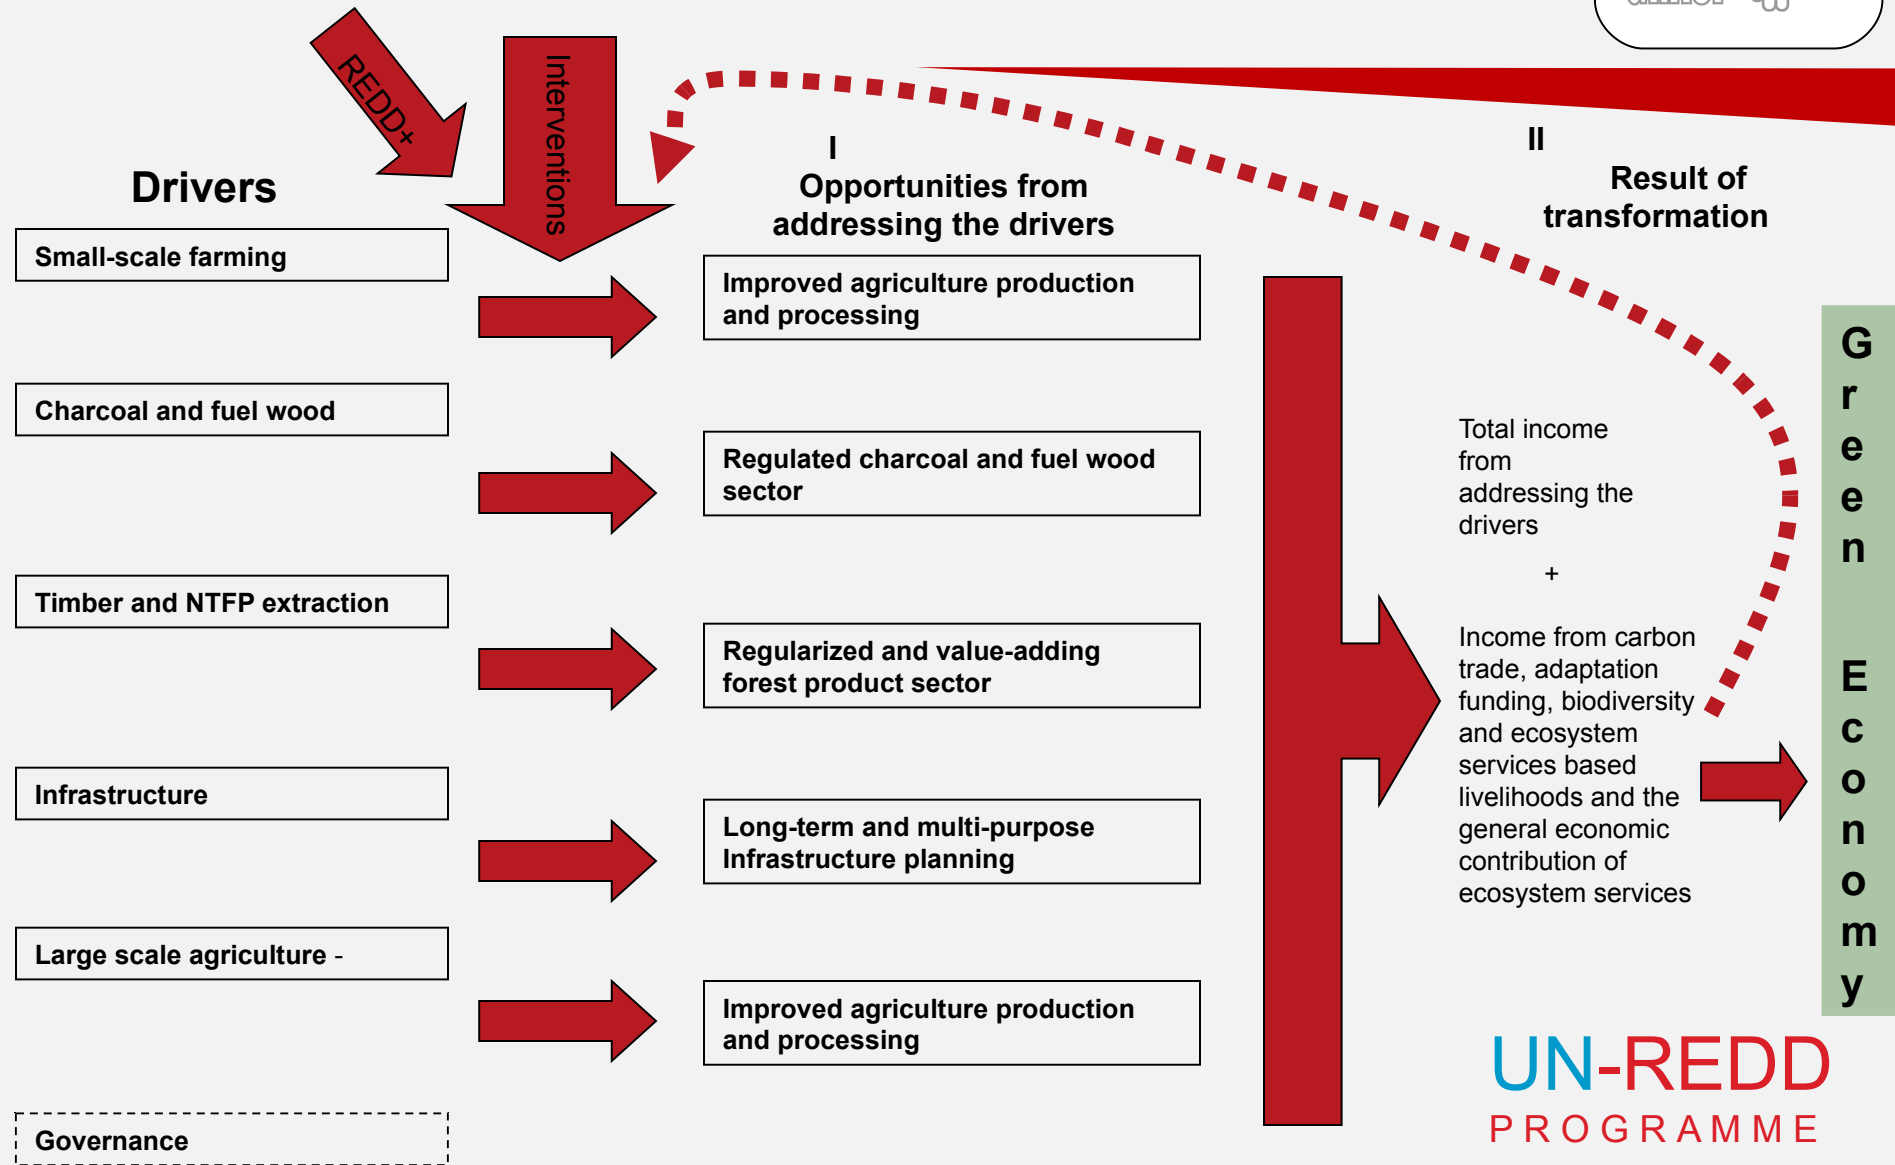 REDD+
Interventions
Drivers
Small-scale farming
Charcoal and fuel wood
Timber and NTFP extraction
Infrastructure
Large scale agriculture -
Governance
I
Opportunities from
addressing the drivers
Improved agriculture production
and processing
Regulated charcoal and fuel wood
sector
Regularized and value-adding
forest product sector
Long-term and multi-purpose
Infrastructure planning
Improved agriculture production
and processing
II
Result of
transformation
Total income
from
addressing the
drivers
+
Income from carbon
trade, adaptation
funding, biodiversity
and ecosystem
services based
livelihoods and the
general economic
contribution of
ecosystem services
Green Economy
UN-REDD
PROGRAMME